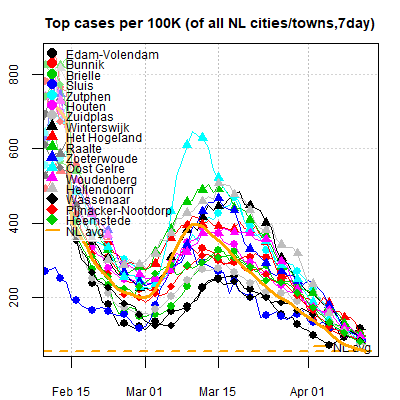 Top cases per 100K (of all NL cities/towns,7day)
800
600
400
200
Edam-Volendam
Bunnik
Brielle
Sluis
Zutphen
Houten
Zuidplas
Winterswijk
Het Hogeland
Raalte
Zoeterwoude
Oost Gelre
Woudenberg
Hellendoorn
Wassenaar
Pijnacker-Nootdorp
Heemstede
NL avg
NL avg
Feb 15
Mar 01
Mar 15
Apr 01